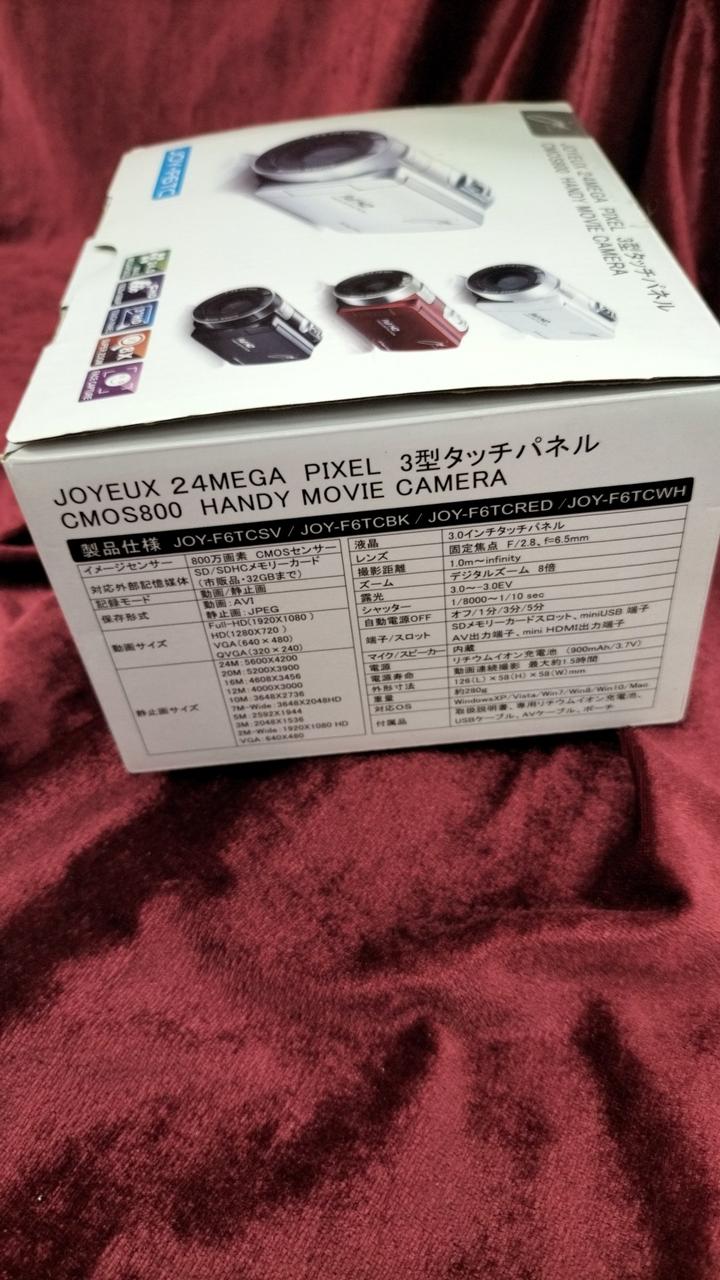 JOY-F6TC
JOYEUX 24MEGA PIXEL 3型タッチパネル
CMOS800 HANDY MOVIE CAMERA
JOYEUX 24MEGA PIXEL 3型タッチパネル
CMOS800 HANDY MOVIE CAMERA
製品仕様 JOY-F6TCSV / JOY-F6TCBK / JOY-F6TCRED / JOY-F6TCWH
イメージセンサー 800万画素 CMOSセンサー
対応外部記憶媒体 SD/SDHCメモリーカード
(市販品・32GBまで)
記録モード 動画/静止画
保存形式 動画:AVI
静止画:JPEG
動画サイズ Full-HD(1920X1080)
HD(1280X720)
VGA(640×480)
QVGA(320×240)
静止画サイズ 24M:5600X4200
20M:5200X3900
16M:4608X3456
12M:4000X3000
10M:3648X2736
7M-Wide:3648X2048HD
5M:2592X1944
3M:2048X1536
2M-Wide:1920X1080 HD
VGA:640X480
液晶 3.0インチタッチパネル
レンズ 固定焦点 F/2.8、f=6.5mm
撮影距離 1.0m〜infinity
ズーム デジタルズーム 8倍
露光 3.0〜-3.0EV
シャッター 1/8000〜1/10 sec
自動電源OFF オフ/1分/3分/5分
端子/スロット SDメモリーカードスロット、miniUSB 端子
AV出力端子、mini HDMI出力端子
マイク/スピーカー 内蔵
電源 リチウムイオン充電池 (900mAh/3.7V)
電源寿命 動画連続撮影 最大約1.5時間
外形寸法 126(L)×58(H)×58(W)mm
重量 約280g
対応OS WindowsXP/Vista/Win7/Win8/Win10/Mac
付属品 取扱説明書、専用リチウムイオン充電池、
USBケーブル、AVケーブル、ポーチ